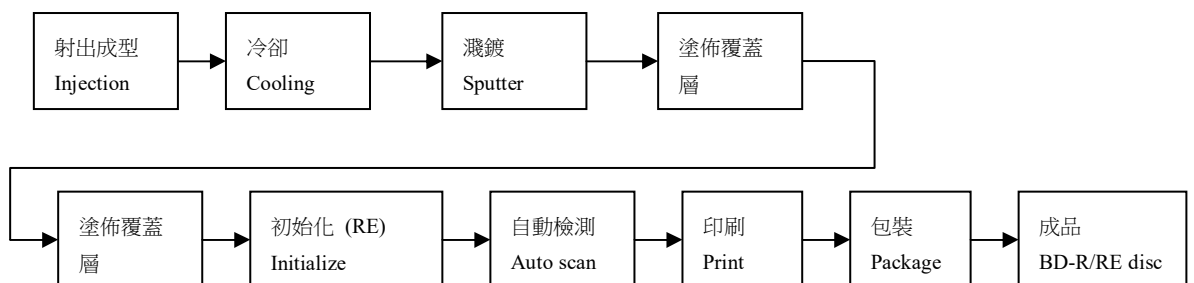 射出成型
Injection
冷卻
Cooling
濺鍍
Sputter
塗佈覆蓋
層
塗佈覆蓋
層
初始化 (RE)
Initialize
自動檢測
Auto scan
印刷
Print
包裝
Package
成品
BD-R/RE disc